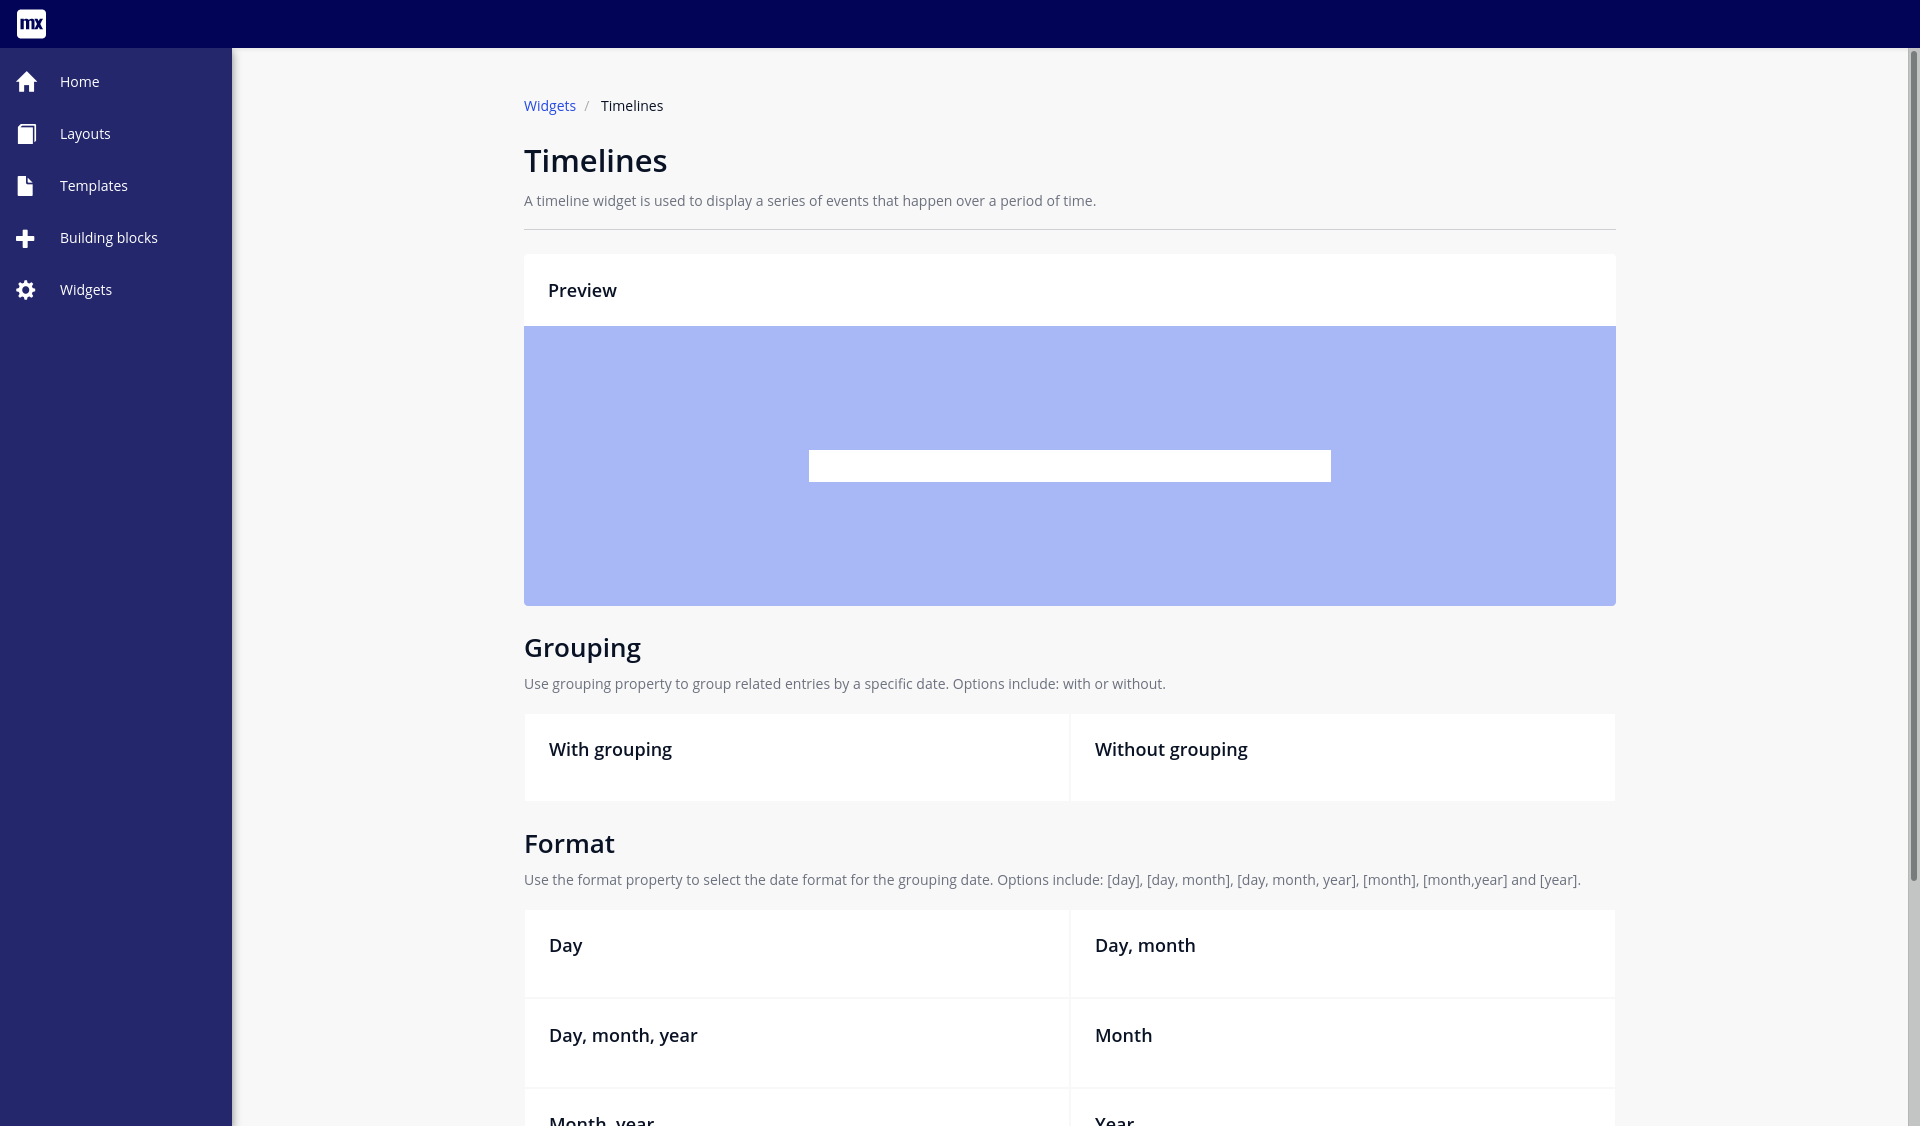 mx
Home
Layouts
Templates
Building blocks
Widgets
Widgets / Timelines
Timelines
A timeline widget is used to display a series of events that happen over a period of time.
Preview
Grouping
Use grouping property to group related entries by a specific date. Options include: with or without.
With grouping
Without grouping
Format
Use the format property to select the date format for the grouping date. Options include: [day], [day, month], [day, month, year], [month], [month,year] and [year].
Day
Day, month
Day, month, year
Month
Month, year
Year